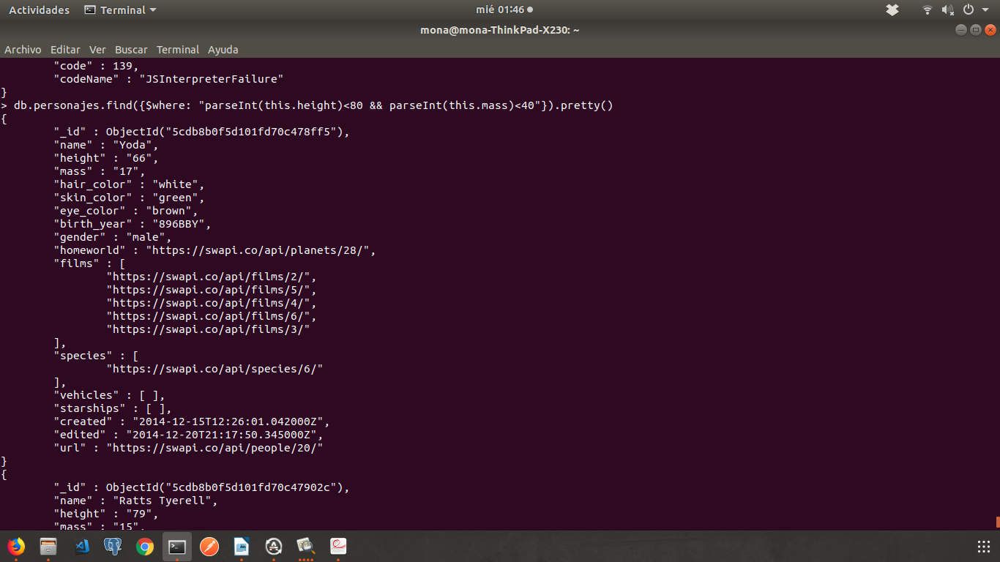 Actividades Terminal mié 01:46
mona@mona-ThinkPad-X230: ~
Archivo Editar Ver Buscar Terminal Ayuda
        "code" : 139,
        "codeName" : "JSInterpreterFailure"
}
> db.personajes.find({$where: "parseInt(this.height)<80 && parseInt(this.mass)<40"}).pretty()
{
        "_id" : ObjectId("5cdb8b0f5d101fd70c478ff5"),
        "name" : "Yoda",
        "height" : "66",
        "mass" : "17",
        "hair_color" : "white",
        "skin_color" : "green",
        "eye_color" : "brown",
        "birth_year" : "896BBY",
        "gender" : "male",
        "homeworld" : "https://swapi.co/api/planets/28/",
        "films" : [
                "https://swapi.co/api/films/2/",
                "https://swapi.co/api/films/5/",
                "https://swapi.co/api/films/4/",
                "https://swapi.co/api/films/6/",
                "https://swapi.co/api/films/3/"
        ],
        "species" : [
                "https://swapi.co/api/species/6/"
        ],
        "vehicles" : [ ],
        "starships" : [ ],
        "created" : "2014-12-15T12:26:01.042000Z",
        "edited" : "2014-12-20T21:17:50.345000Z",
        "url" : "https://swapi.co/api/people/20/"
}
{
        "_id" : ObjectId("5cdb8b0f5d101fd70c47902c"),
        "name" : "Ratts Tyerell",
        "height" : "79",
        "mass" : "15",